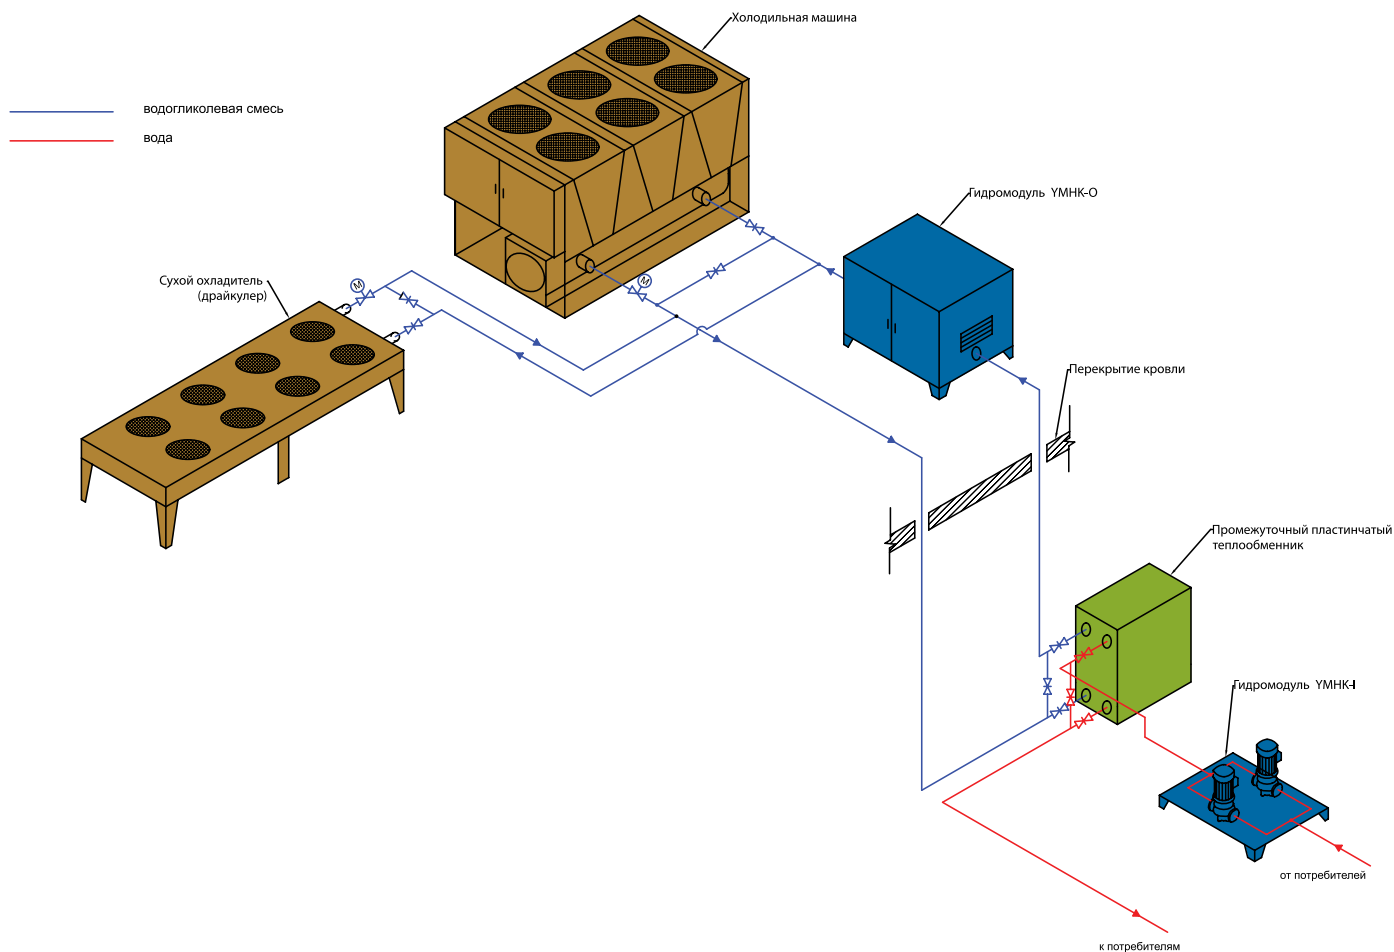 Холодильная машина
водогликолевая смесь
вода
Гидромодуль YMHK-O
Сухой охладитель
(драйкулер)
M
M
Перекрытие кровли
Промежуточный пластинчатый
теплообменник
Гидромодуль YMHK-I
от потребителей
к потребителям